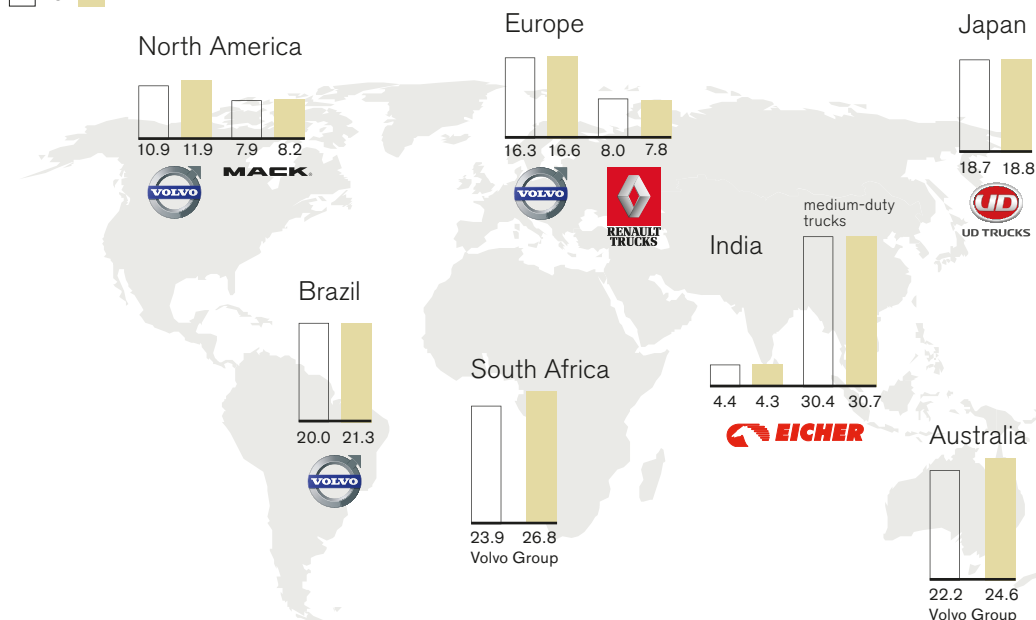 North America
10.9 11.9 7.9 8.2
VOLVO
MACK
Europe
16.3 16.6 8.0 7.8
VOLVO
RENAULT
TRUCKS
Japan
18.7 18.8
UD
UD TRUCKS
India
medium-duty
trucks
4.4 4.3 30.4 30.7
EICHER
Brazil
20.0 21.3
VOLVO
South Africa
23.9 26.8
Volvo Group
Australia
22.2 24.6
Volvo Group